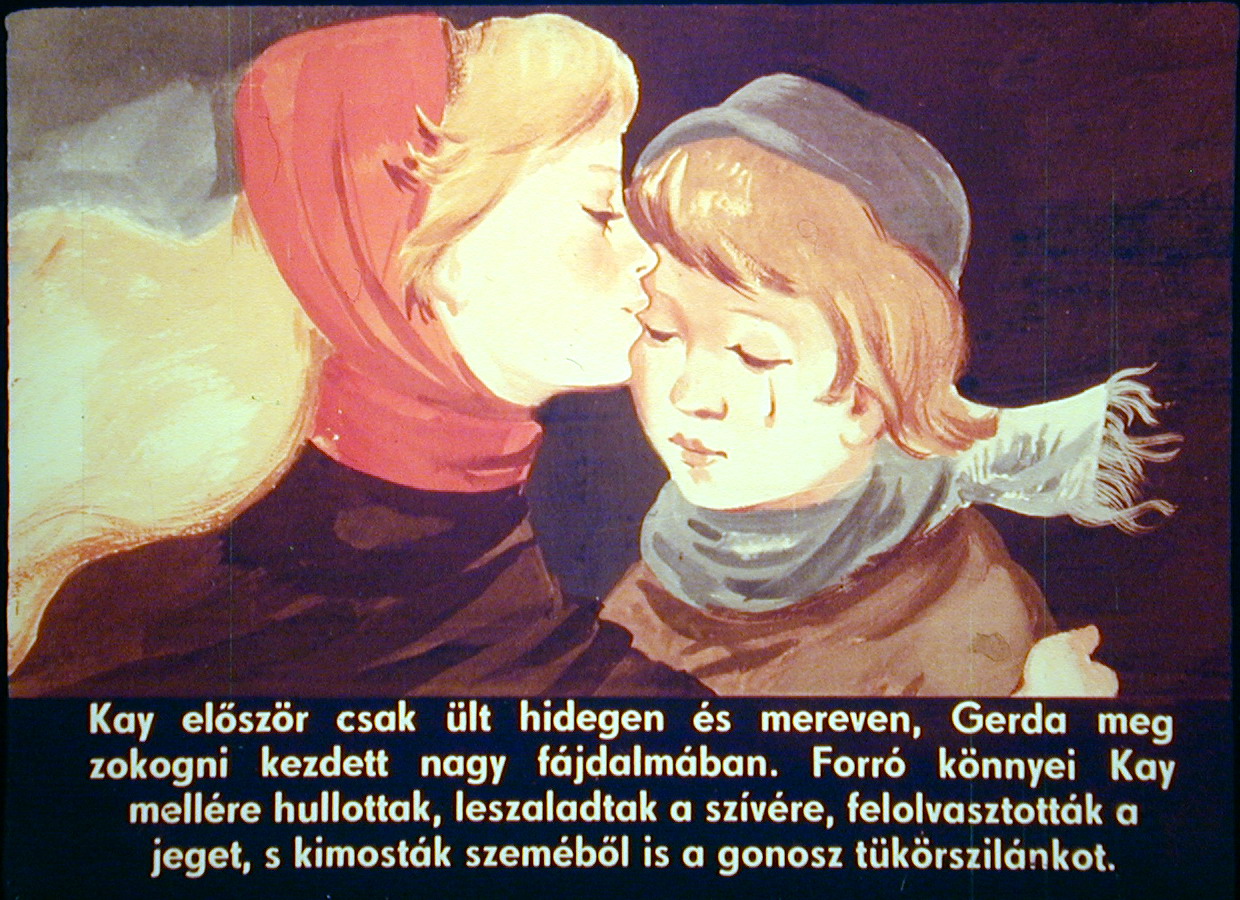 Kay először csak ült hidegen és mereven, Gerda meg
zokogni kezdett nagy fájdalmában. Forró könnyei Kay
mellére hullottak, leszaladtak a szívére, felolvasztották a
jeget, s kimosták szeméből is a gonosz tükörszilánkot.